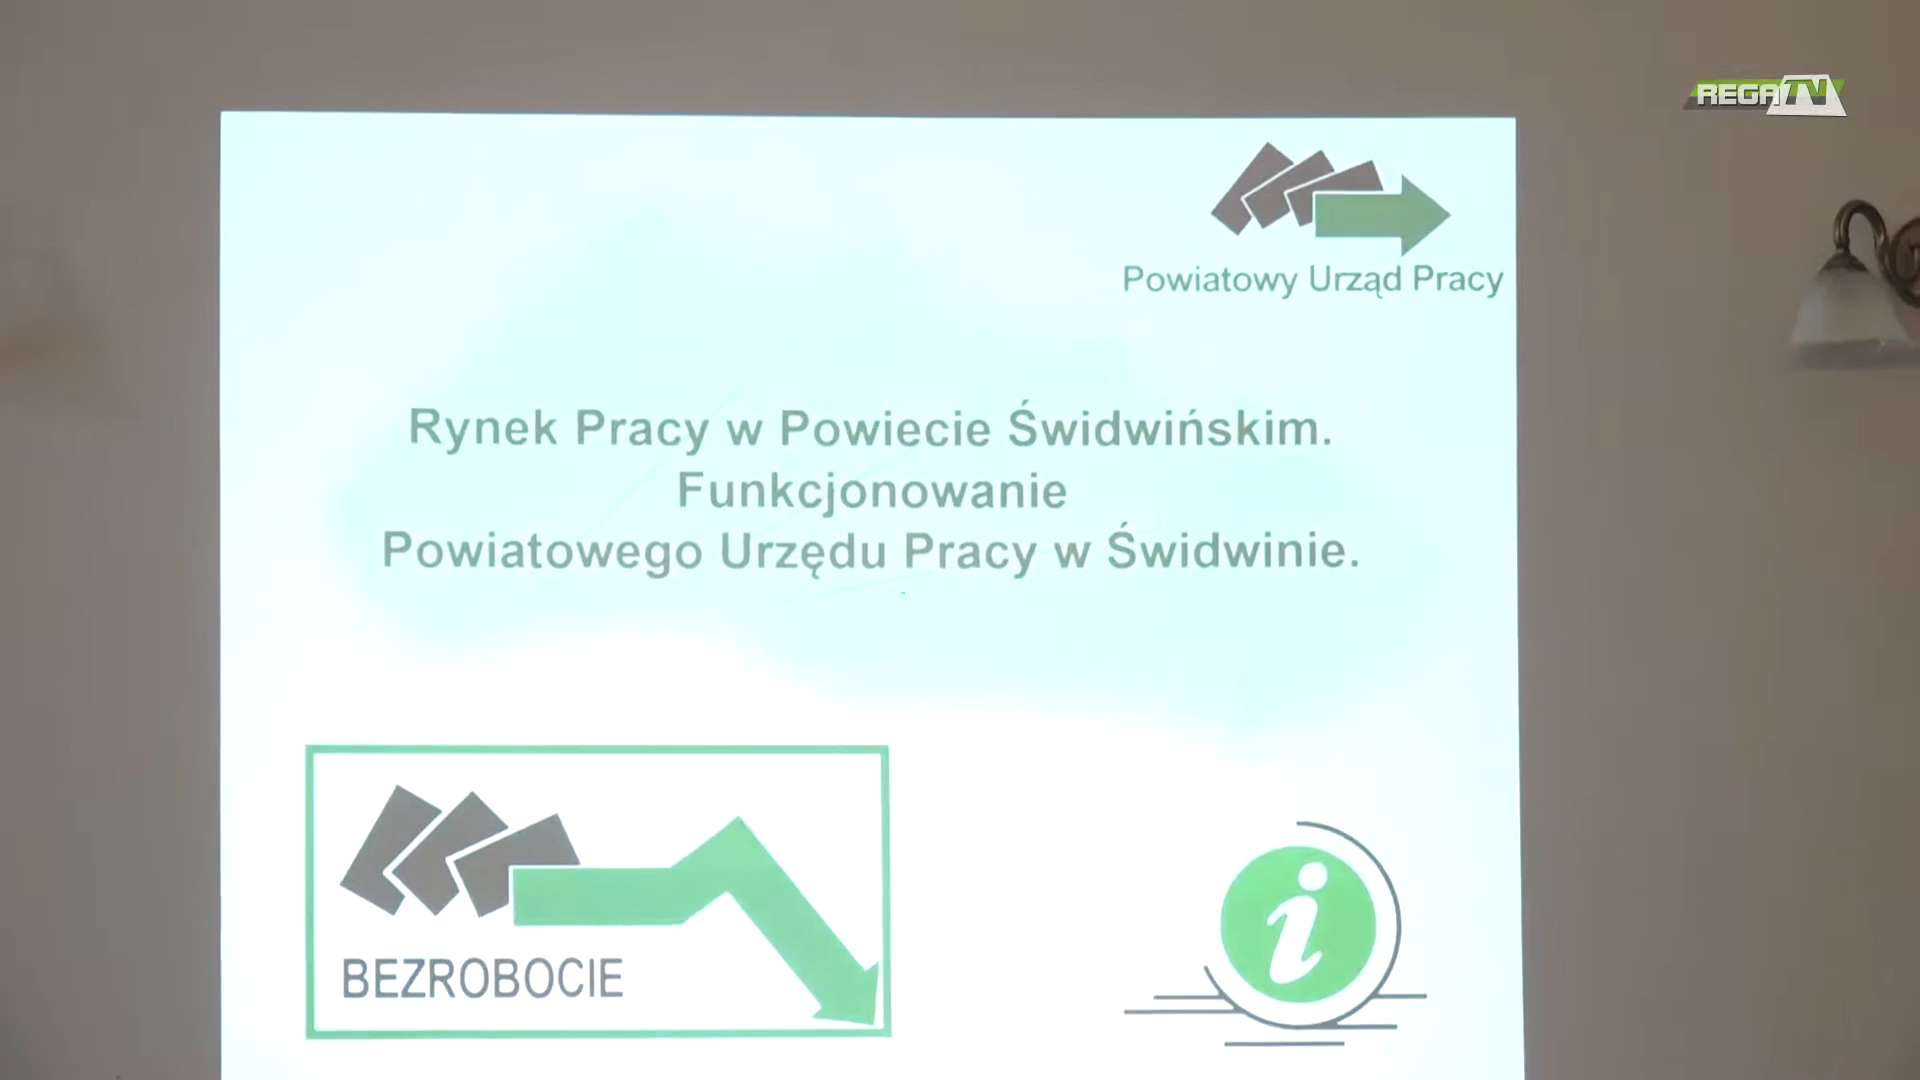 REGA TV
Powiatowy Urząd Pracy
Rynek Pracy w Powiecie Świdwińskim.
Funkcjonowanie
Powiatowego Urzędu Pracy w Świdwinie.
BEZROBOCIE
i